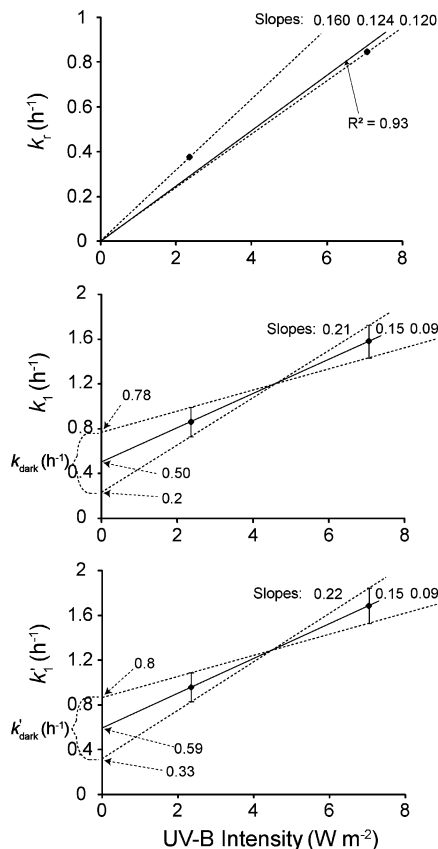 Slopes: 0.160 0.124 0.120
1
0.8
0.6
0.4
0.2
0
k_r (h⁻¹)
R² = 0.93
0 2 4 6 8
2
1.6
1.2
0.8
0.4
0
k_1 (h⁻¹)
Slopes: 0.21 0.15 0.09
0.78
k_dark (h⁻¹)
0.50
0.2
0 2 4 6 8
2
1.6
1.2
0.8
0.4
0
k'_1 (h⁻¹)
Slopes: 0.22 0.15 0.09
0.8
k'_dark (h⁻¹)
0.59
0.33
0 2 4 6 8
UV-B Intensity (W m⁻²)